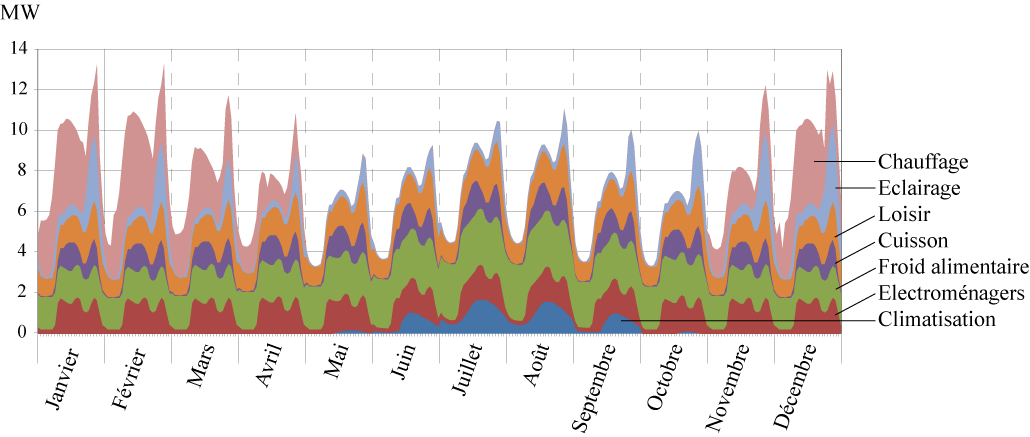 MW
14
12
10
8
6
4
2
0
Chauffage
Eclairage
Loisir
Cuisson
Froid alimentaire
Electroménagers
Climatisation
Janvier
Février
Mars
Avril
Mai
Juin
Juillet
Août
Septembre
Octobre
Novembre
Décembre